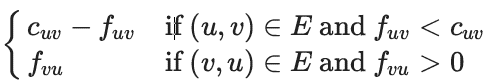 c_{uv} − f_{uv} if (u, v) ∈ E and f_{uv} < c_{uv}
f_{vu} if (v, u) ∈ E and f_{vu} > 0